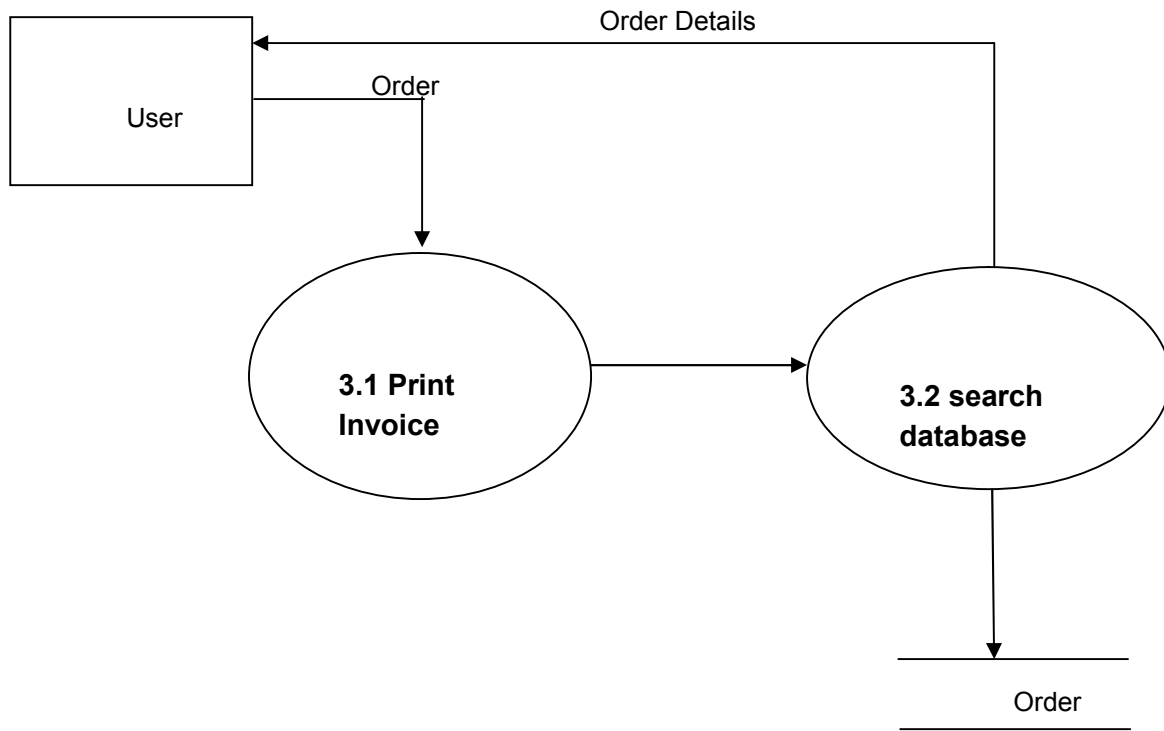 Order Details
Order
User
3.1 Print
Invoice
3.2 search
database
Order